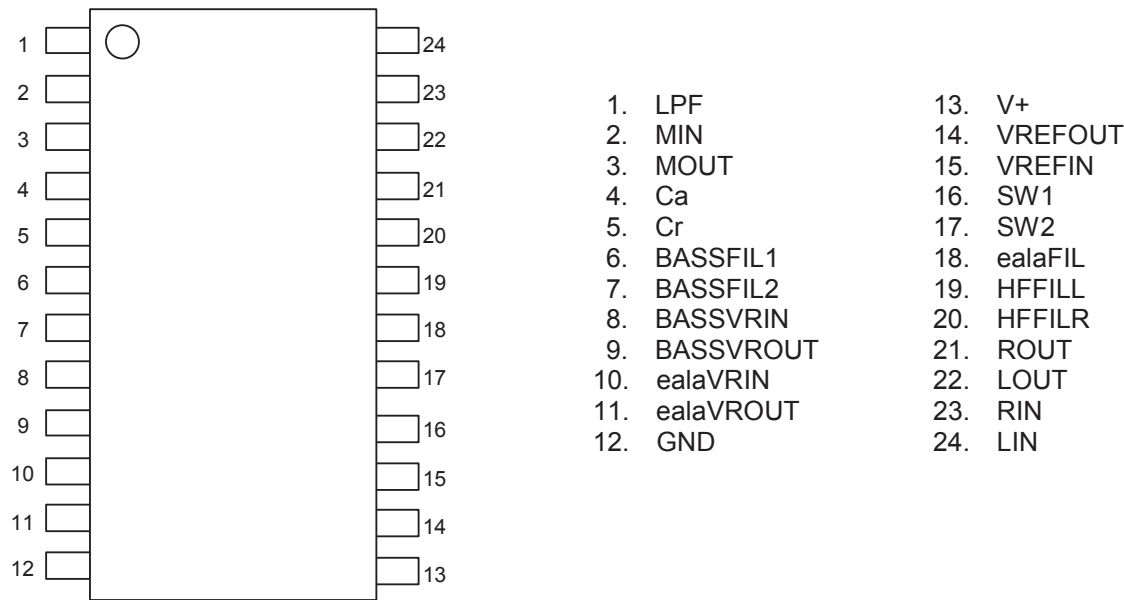 1
2
3
4
5
6
7
8
9
10
11
12
24
23
22
21
20
19
18
17
16
15
14
13
1. LPF
2. MIN
3. MOUT
4. Ca
5. Cr
6. BASSFIL1
7. BASSFIL2
8. BASSVRIN
9. BASSVROUT
10. ealaVRIN
11. ealaVROUT
12. GND
13. V+
14. VREFOUT
15. VREFIN
16. SW1
17. SW2
18. ealaFIL
19. HFFILL
20. HFFILR
21. ROUT
22. LOUT
23. RIN
24. LIN